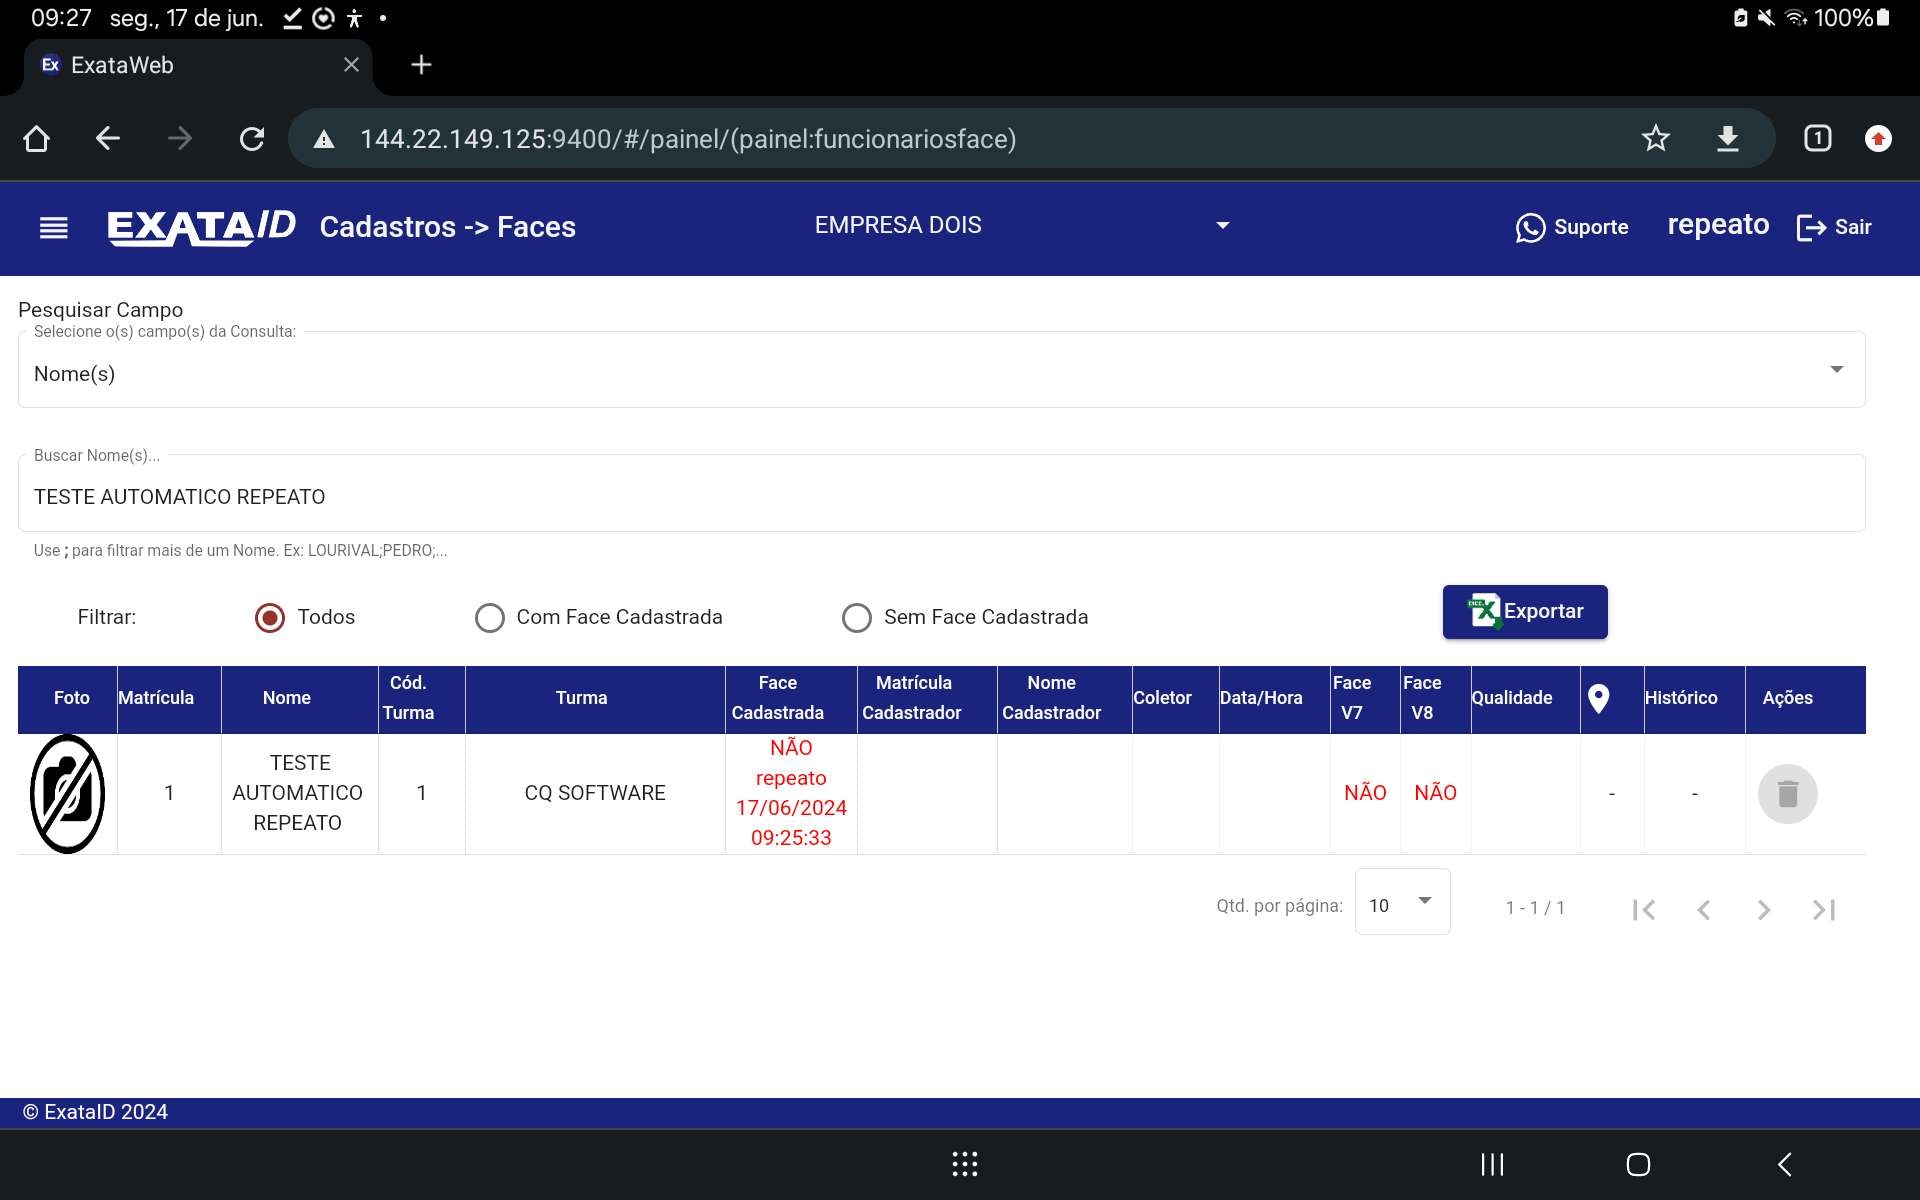 09:27 seg., 17 de jun. 100%
Ex ExataWeb
144.22.149.125:9400/#/painel/(painel:funcionariosface) 1
EXATA ID Cadastros -> Faces EMPRESA DOIS Suporte repeato Sair
Pesquisar Campo
Selecione o(s) campo(s) da Consulta:
Nome(s)
Buscar Nome(s)...
TESTE AUTOMATICO REPEATO
Use ; para filtrar mais de um Nome. Ex: LOURIVAL;PEDRO;...
Filtrar: Todos Com Face Cadastrada Sem Face Cadastrada Exportar
Foto Matrícula Nome Cód. Turma Turma Face Cadastrada Matrícula Cadastrador Nome Cadastrador Coletor Data/Hora Face V7 Face V8 Qualidade Histórico Ações
1 TESTE AUTOMATICO REPEATO 1 CQ SOFTWARE NÃO repeato 17/06/2024 09:25:33 NÃO NÃO - -
Qtd. por página: 10 1 - 1 / 1
© ExataID 2024